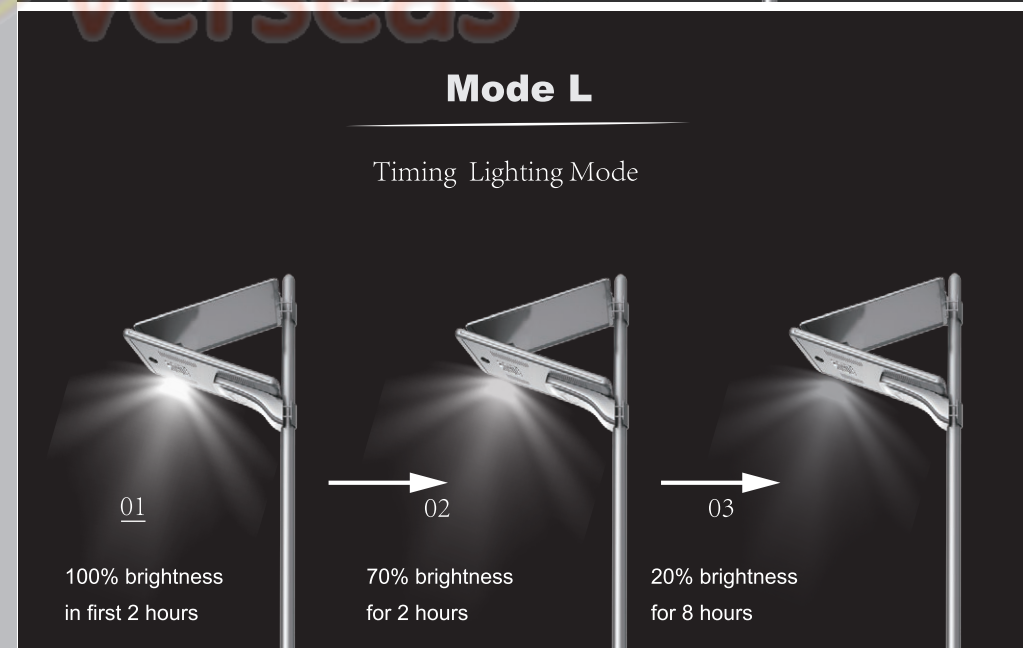 verseas
Mode L
Timing Lighting Mode
01
02
03
100% brightness
in first 2 hours
70% brightness
for 2 hours
20% brightness
for 8 hours